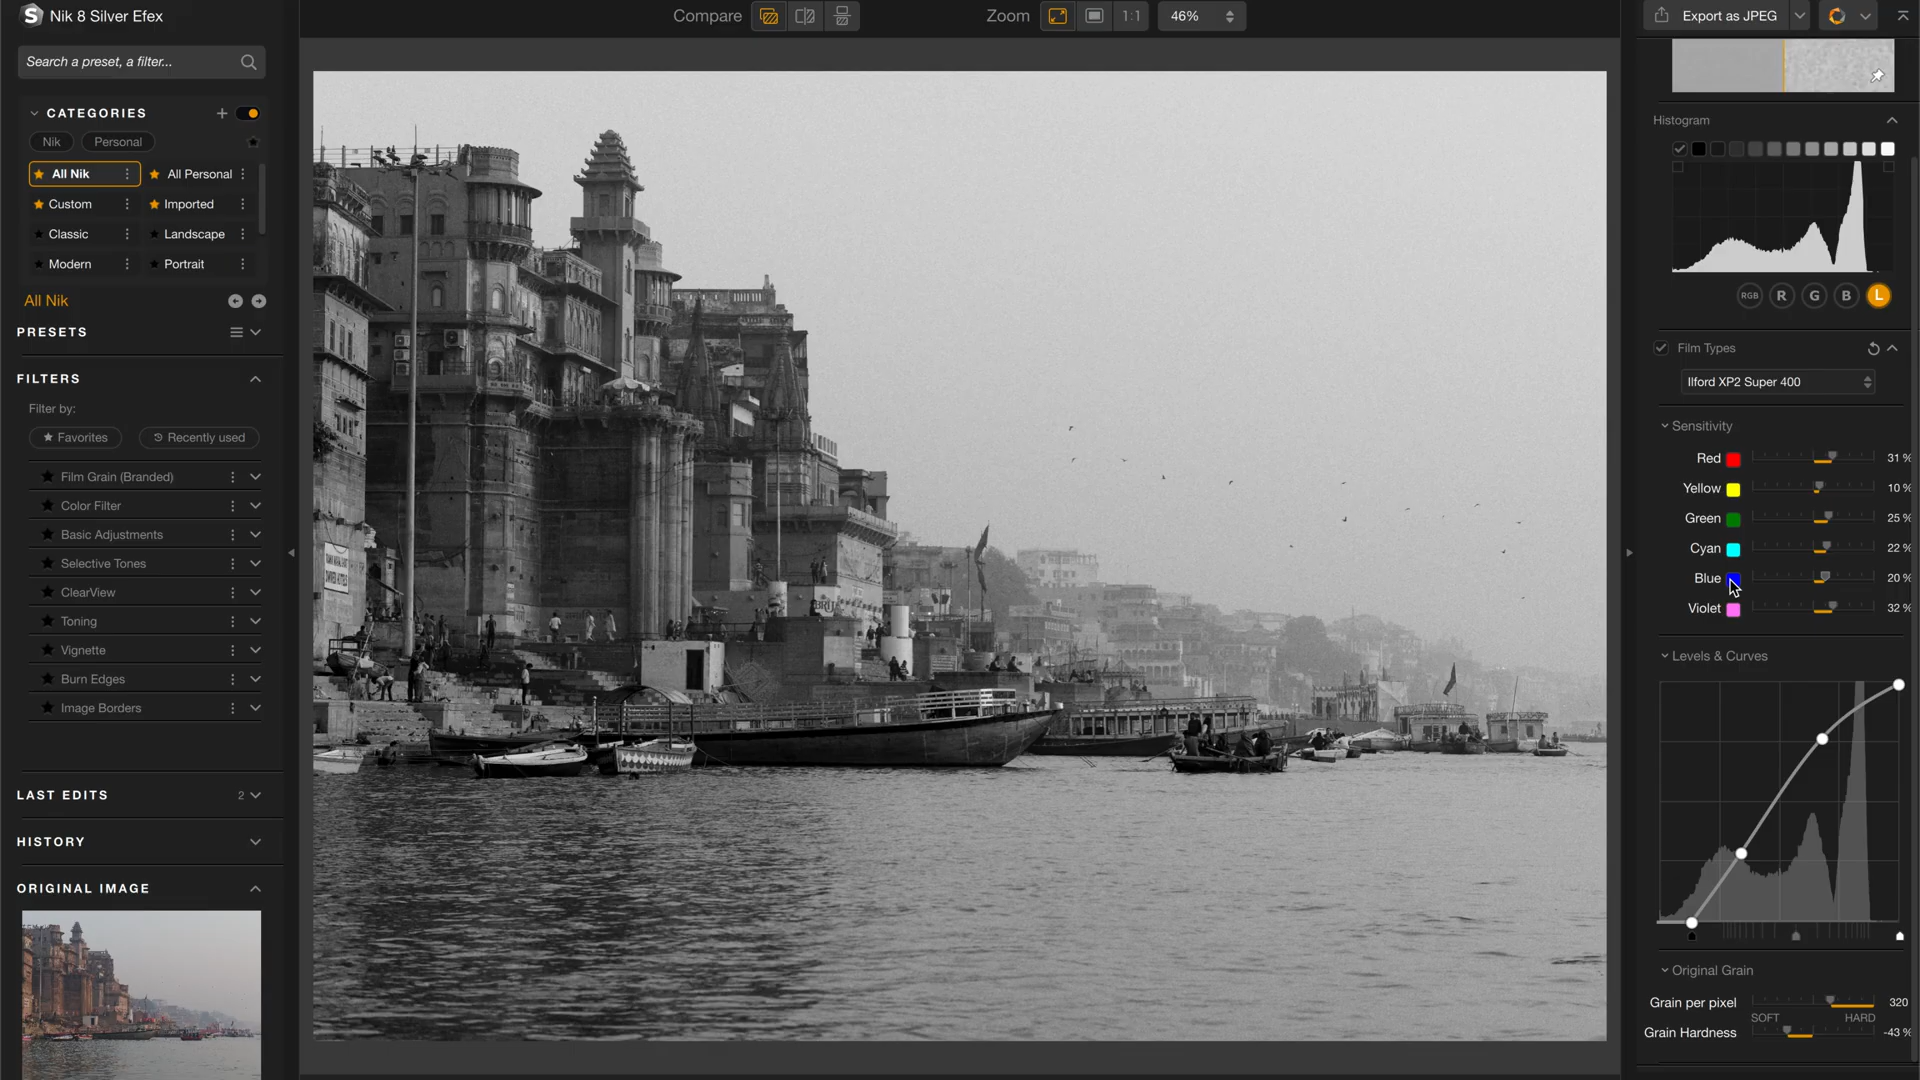 Nik 8 Silver Efex
Compare
Zoom
1:1
46%
Export as JPEG
Search a preset, a filter...
CATEGORIES
Nik
Personal
All Nik
All Personal
Custom
Imported
Classic
Landscape
Modern
Portrait
All Nik
PRESETS
FILTERS
Filter by:
Favorites
Recently used
Film Grain (Branded)
Color Filter
Basic Adjustments
Selective Tones
ClearView
Toning
Vignette
Burn Edges
Image Borders
LAST EDITS
2
HISTORY
ORIGINAL IMAGE
Histogram
RGB
R
G
B
L
Film Types
Ilford XP2 Super 400
Sensitivity
Red
31 %
Yellow
10 %
Green
25 %
Cyan
22 %
Blue
20 %
Violet
32 %
Levels & Curves
Original Grain
Grain per pixel
320
SOFT
HARD
Grain Hardness
-43 %